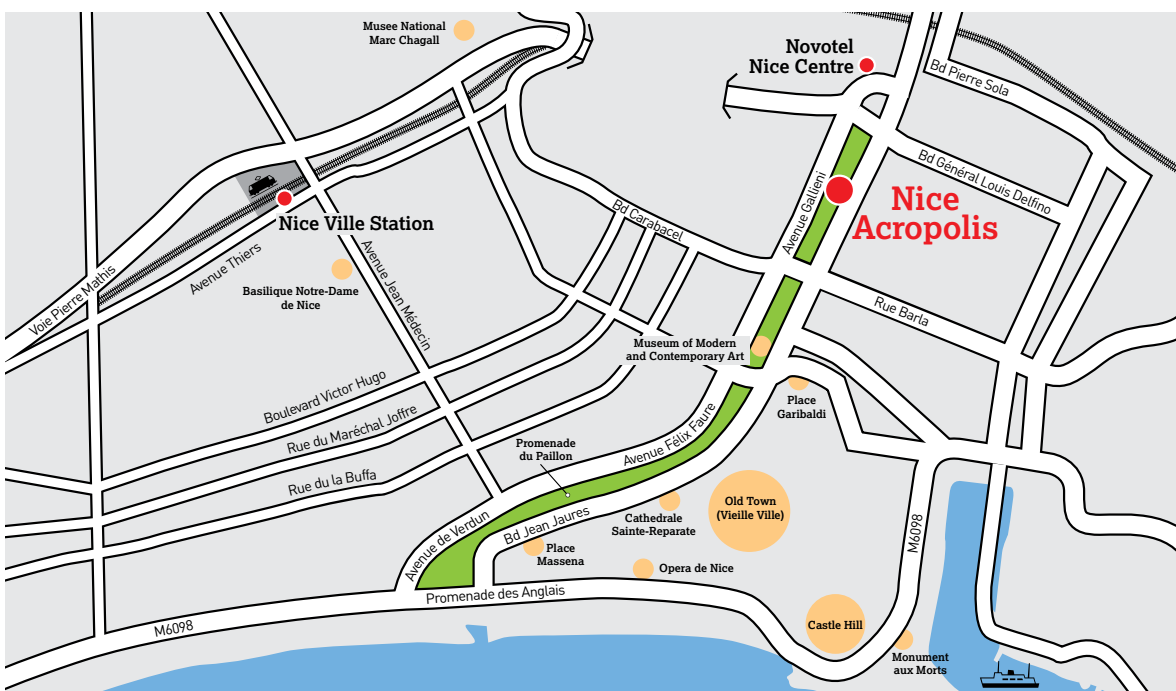 Musee National
Marc Chagall
Novotel
Nice Centre
Bd Pierre Sola
Bd Général Louis Delfino
Avenue Gallieni
Nice
Acropolis
Nice Ville Station
Bd Carabacel
Avenue Thiers
Voie Pierre Mathis
Basilique Notre-Dame
de Nice
Avenue Jean Médecin
Rue Barla
Museum of Modern
and Contemporary Art
Place
Garibaldi
Boulevard Victor Hugo
Rue du Maréchal Joffre
Rue du la Buffa
Promenade
du Paillon
Avenue Félix Faure
Old Town
(Vieille Ville)
Cathedrale
Sainte-Reparate
Bd Jean Jaures
Avenue de Verdun
Place
Massena
Opera de Nice
M6098
Promenade des Anglais
M6098
Castle Hill
Monument
aux Morts